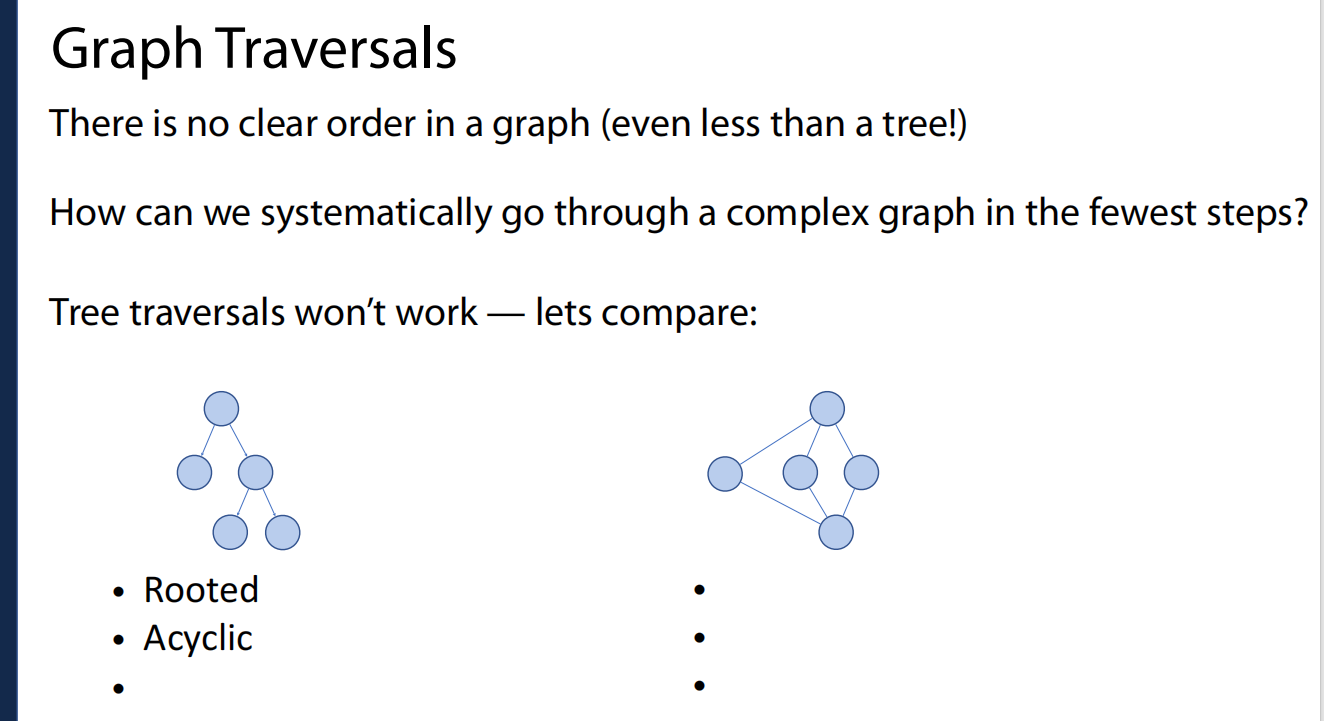 Graph Traversals
There is no clear order in a graph (even less than a tree!)
How can we systematically go through a complex graph in the fewest steps?
Tree traversals won’t work — lets compare:
• Rooted
• Acyclic
•
•
•
•